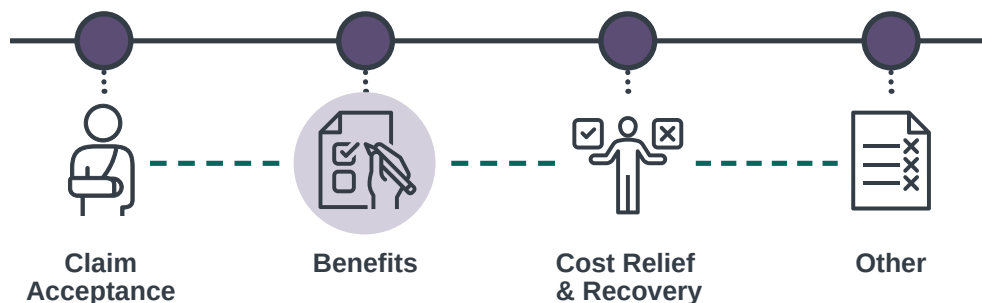 Claim
Acceptance
Benefits
Cost Relief
& Recovery
Other